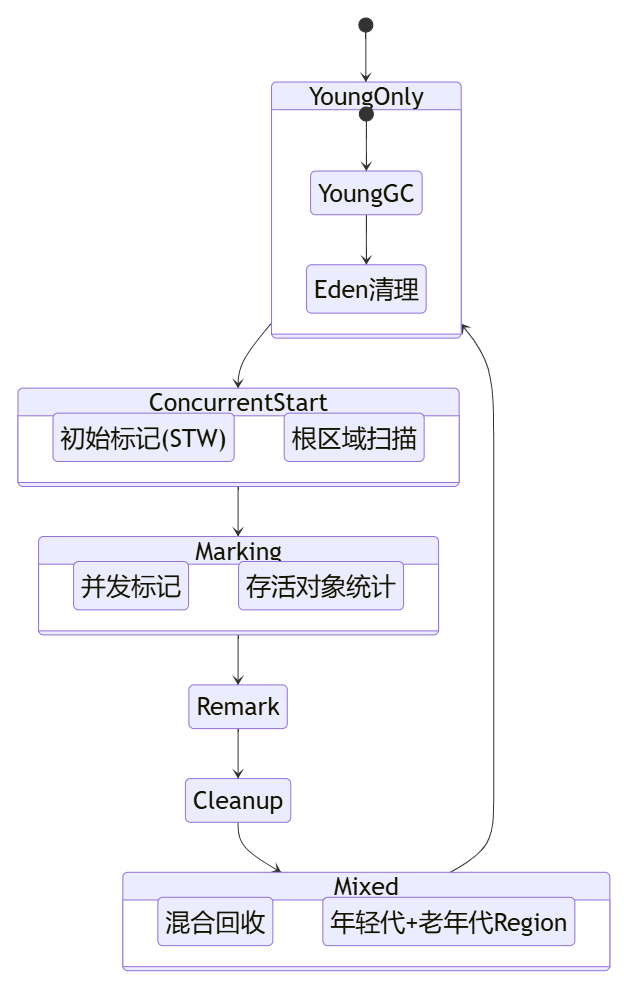 YoungOnly
YoungGC
Eden清理
ConcurrentStart
初始标记(STW)
根区域扫描
Marking
并发标记
存活对象统计
Remark
Cleanup
Mixed
混合回收
年轻代+老年代Region